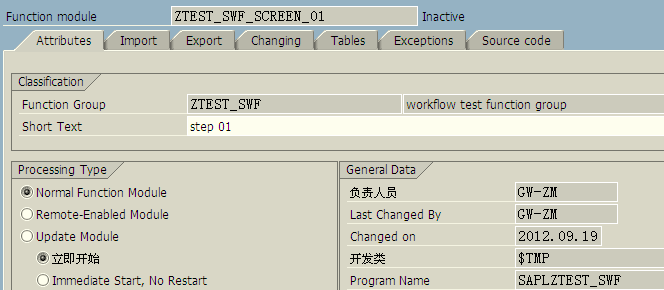 Function module ZTEST_SWF_SCREEN_01 Inactive
Attributes Import Export Changing Tables Exceptions Source code
Classification
Function Group ZTEST_SWF workflow test function group
Short Text step 01
Processing Type
Normal Function Module
Remote-Enabled Module
Update Module
立即开始
Immediate Start, No Restart
General Data
负责人员 GW-ZM
Last Changed By GW-ZM
Changed on 2012.09.19
开发类 $TMP
Program Name SAPLZTEST_SWF